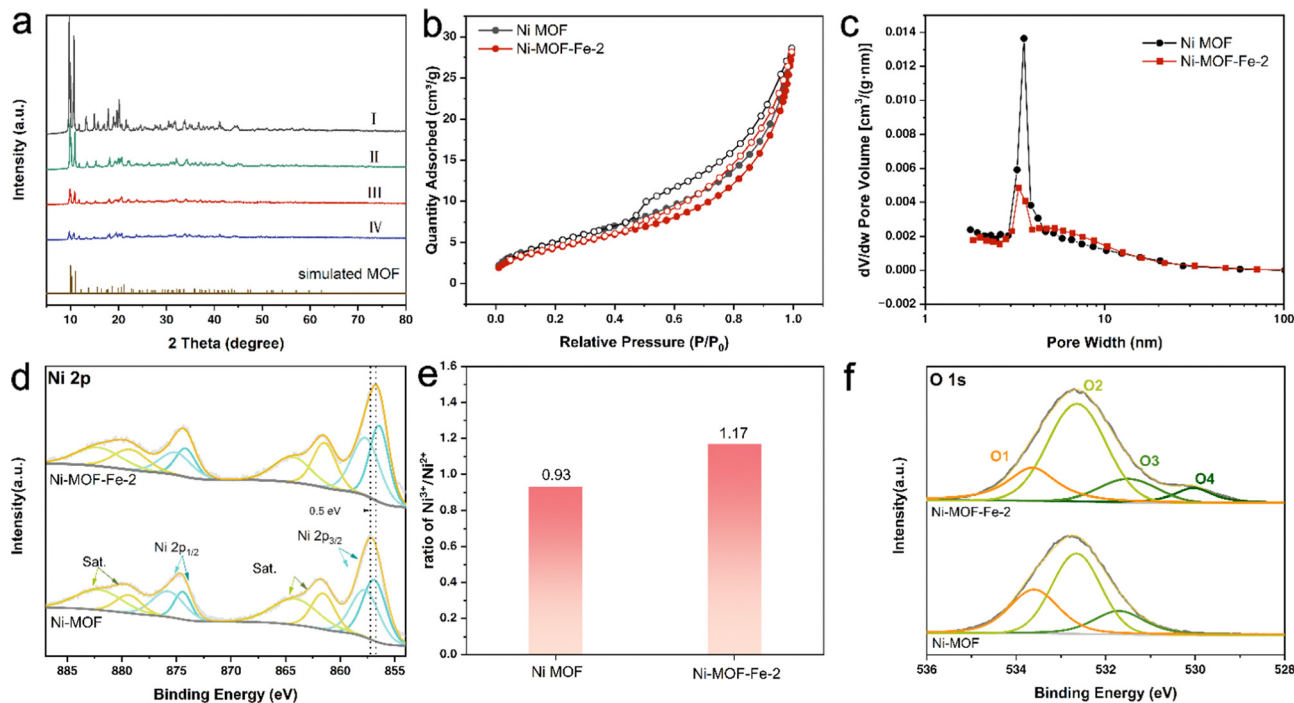 a
Intensity (a.u.)
I
II
III
IV
simulated MOF
10 20 30 40 50 60 70 80
2 Theta (degree)
b
Ni MOF
Ni-MOF-Fe-2
Quantity Adsorbed (cm³/g)
35
30
25
20
15
10
5
0
0.0 0.2 0.4 0.6 0.8 1.0
Relative Pressure (P/P₀)
c
Ni MOF
Ni-MOF-Fe-2
dV/dw Pore Volume [cm³/(g·nm)]
0.014
0.012
0.010
0.008
0.006
0.004
0.002
0.000
−0.002
1 10 100
Pore Width (nm)
d
Ni 2p
Intensity(a.u.)
Ni-MOF-Fe-2
0.5 eV
Ni 2p₃/₂
Ni 2p₁/₂
Sat.
Sat.
Ni-MOF
880 875 870 865 860 855
Binding Energy (eV)
e
ratio of Ni³⁺/Ni²⁺
1.6
1.4
1.2
1.0
0.8
0.6
0.4
0.2
0.0
0.93
1.17
Ni MOF
Ni-MOF-Fe-2
f
O 1s
Intensity(a.u.)
O1
O2
O3
O4
Ni-MOF-Fe-2
Ni-MOF
536 534 532 530 528
Binding Energy (eV)